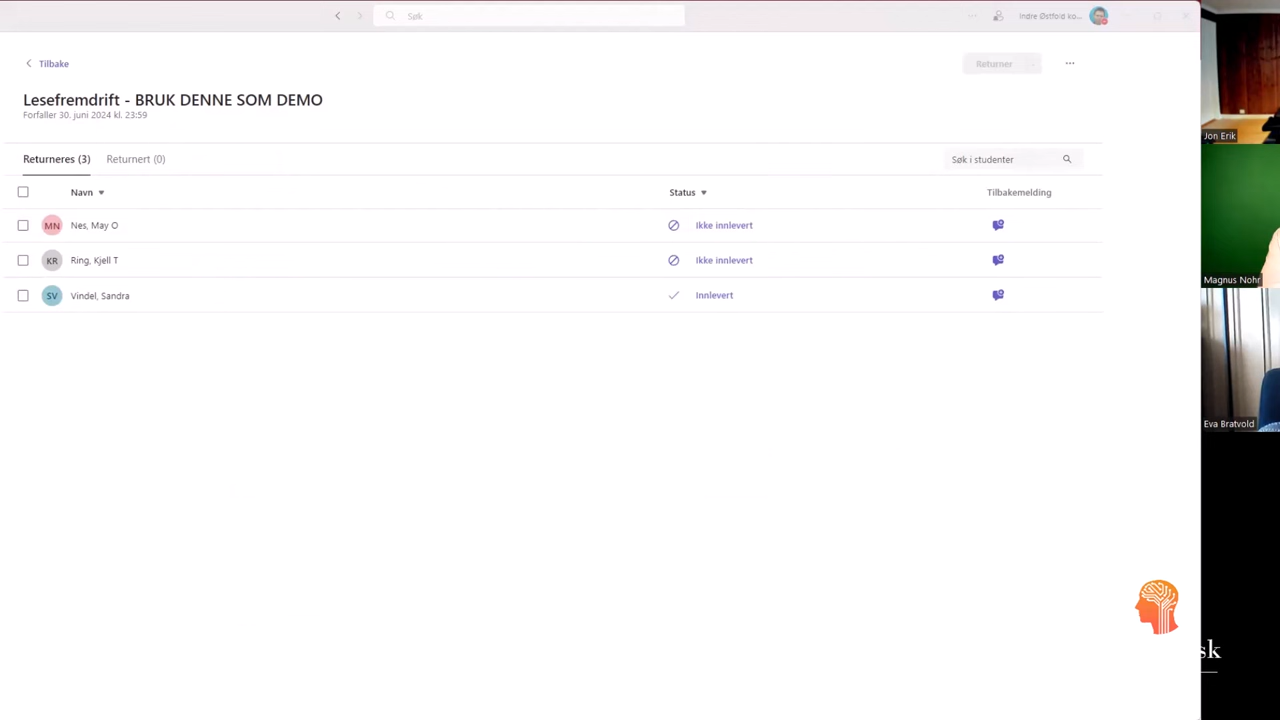 Søk
Indre Østfold ko...
Tilbake
Returner
Lesefremdrift - BRUK DENNE SOM DEMO
Forfaller 30. juni 2024 kl. 23:59
Returneres (3)
Returnert (0)
Søk i studenter
Navn
Status
Tilbakemelding
MN
Nes, May O
Ikke innlevert
KR
Ring, Kjell T
Ikke innlevert
SV
Vindel, Sandra
Innlevert
Jon Erik
Magnus Nohr
Eva Bratvold
sk